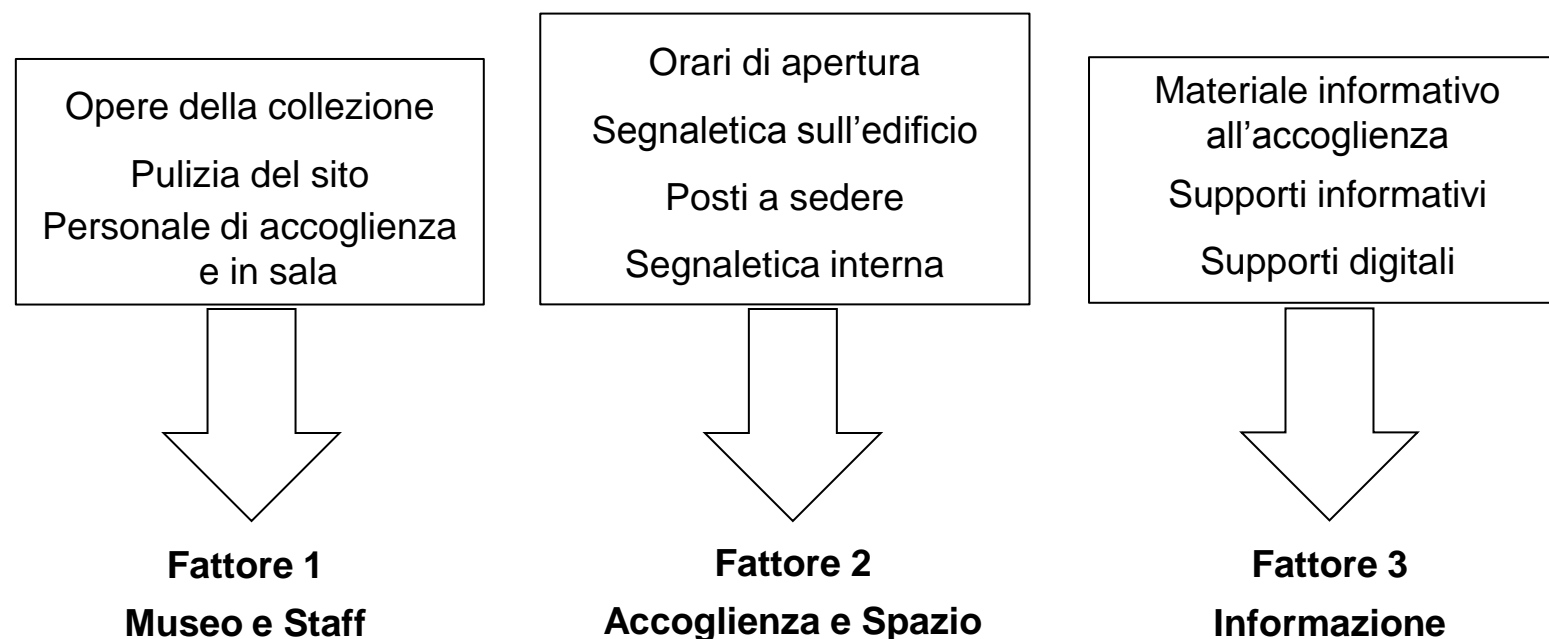 Opere della collezione
Pulizia del sito
Personale di accoglienza
e in sala
Fattore 1
Museo e Staff
Orari di apertura
Segnaletica sull’edificio
Posti a sedere
Segnaletica interna
Fattore 2
Accoglienza e Spazio
Materiale informativo
all’accoglienza
Supporti informativi
Supporti digitali
Fattore 3
Informazione